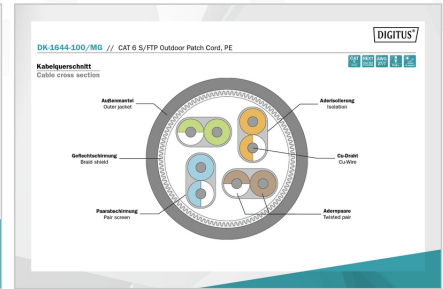 DIGITUS®
DK-1644-100/MG // CAT 6 S/FTP Outdoor Patch Cord, PE
Kabelquerschnitt
Cable cross section
Außenmantel
Outer jacket
Aderisolierung
Isolation
Geflechtschirmung
Braid shield
Cu-Draht
Cu-Wire
Paarabschirmung
Pair screen
Adernpaare
Twisted pair